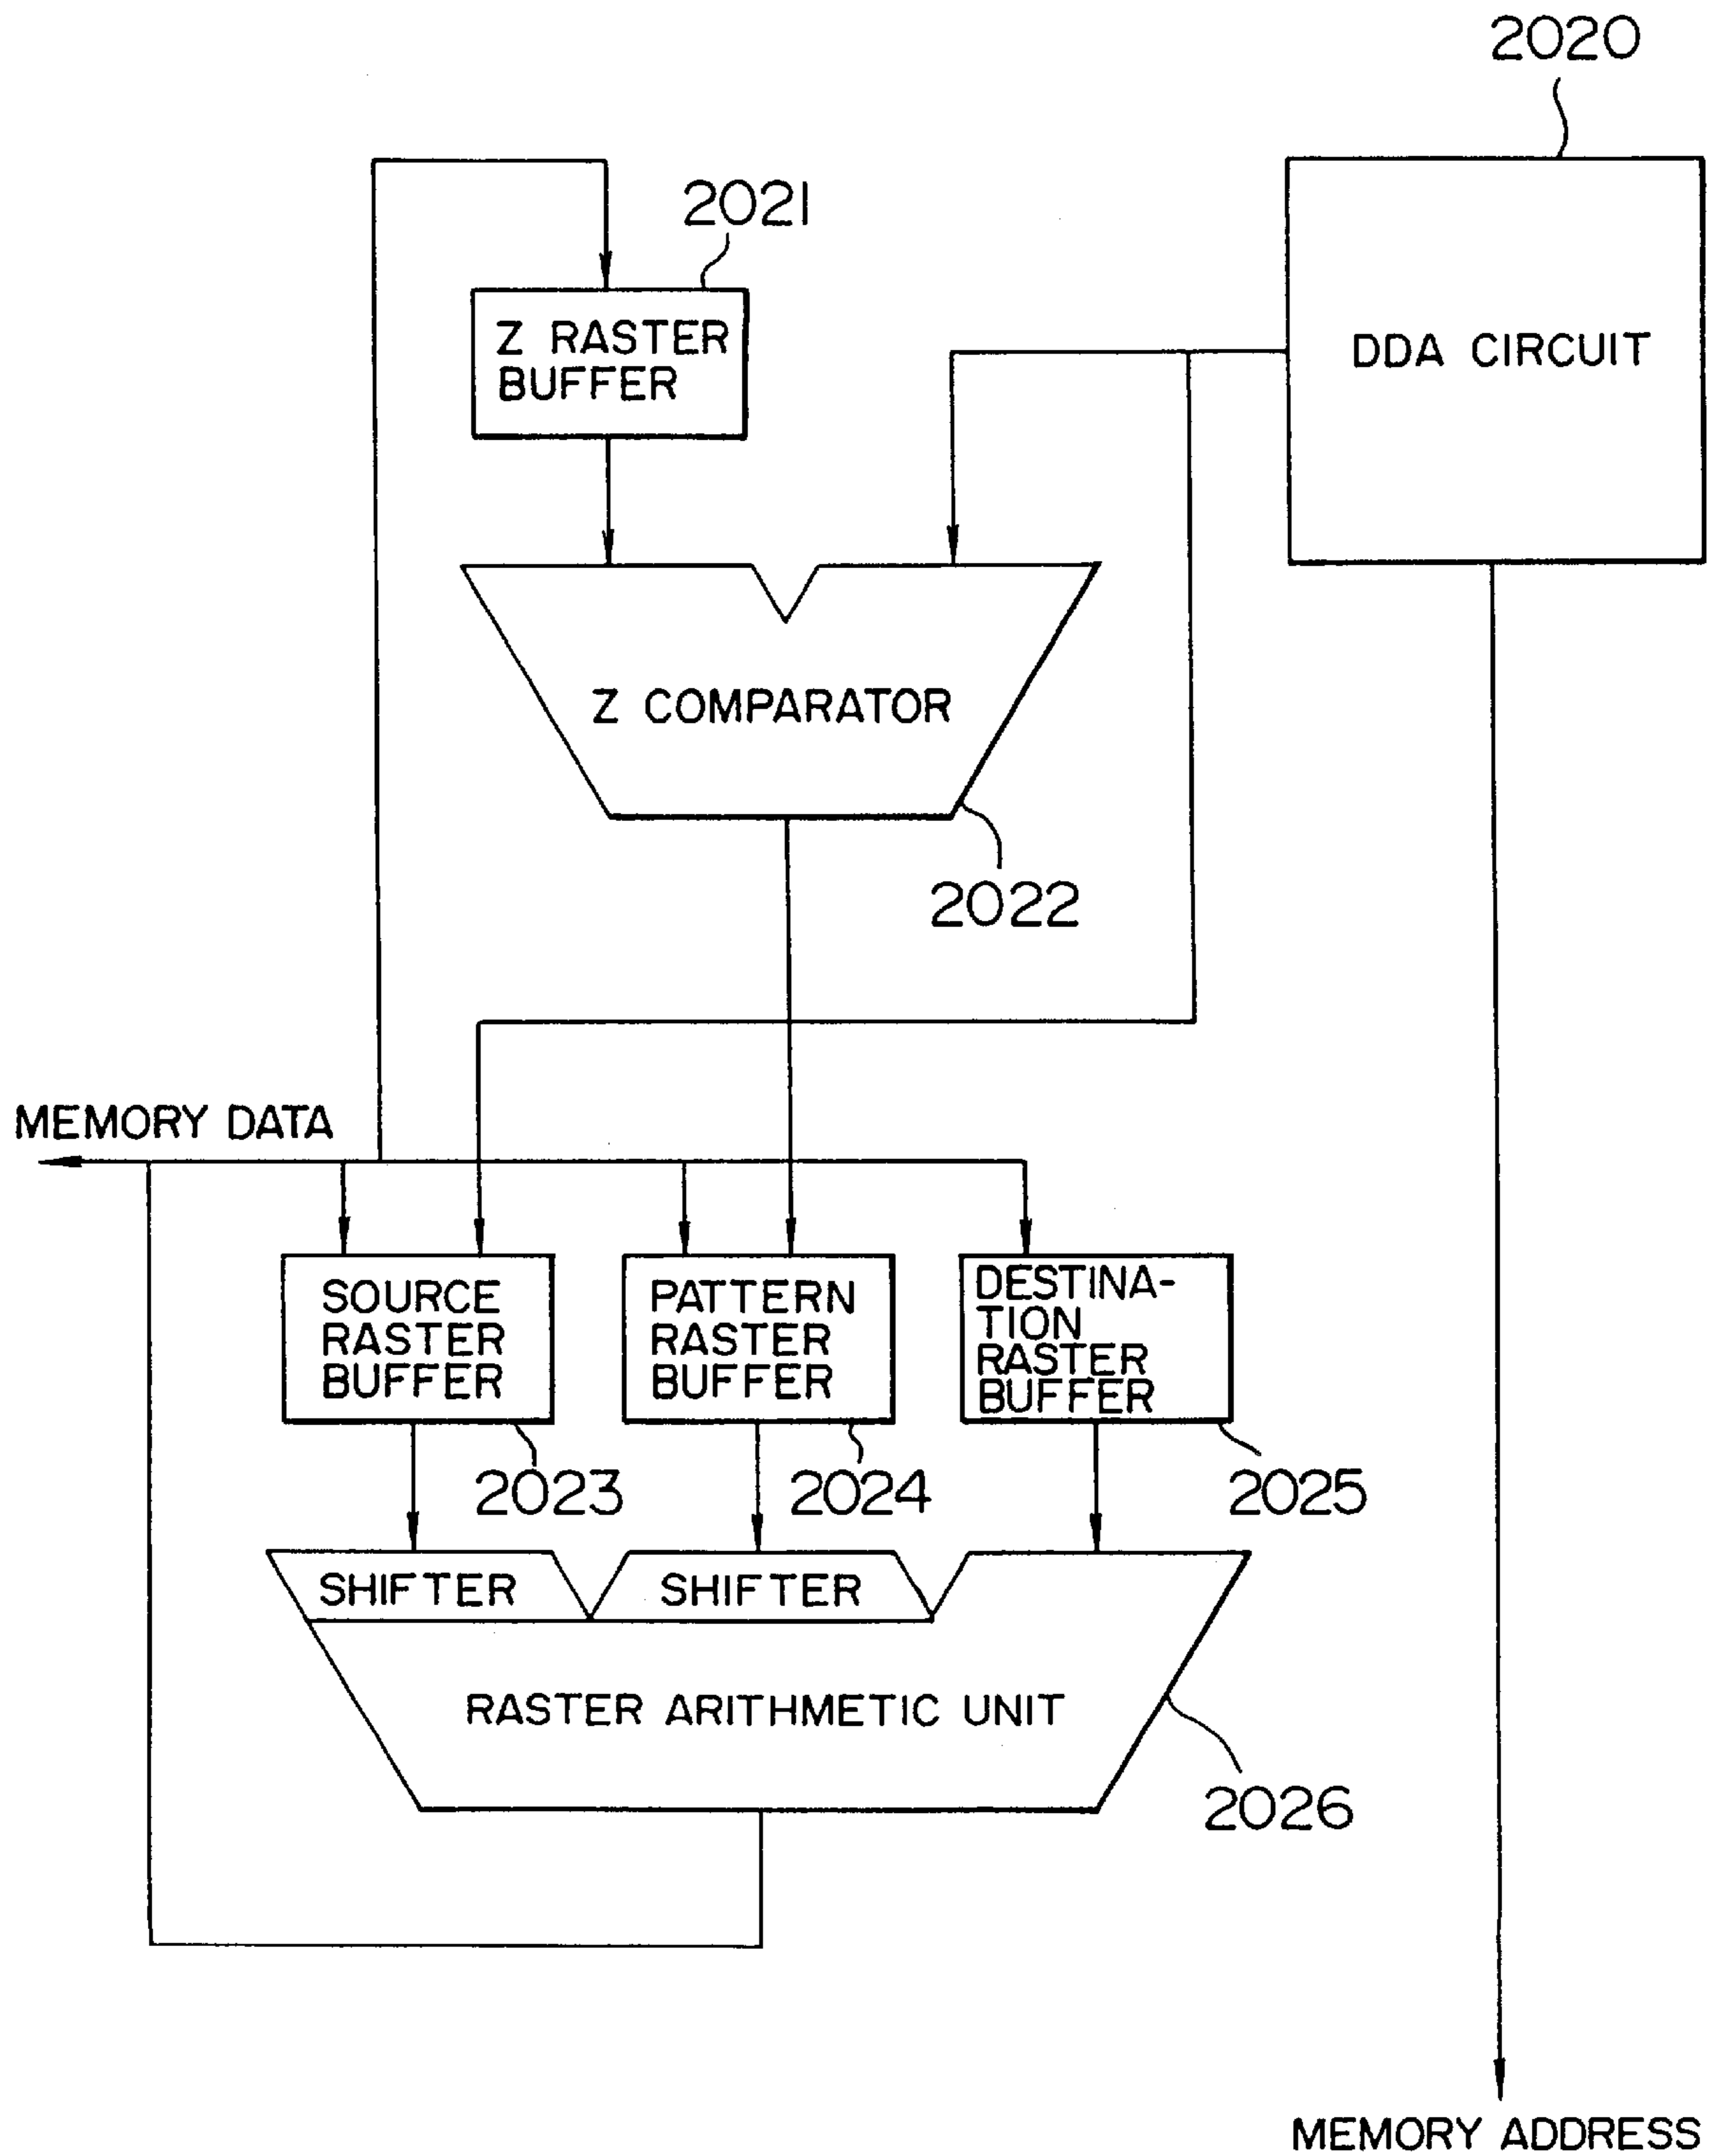 2020
2021
Z RASTER
BUFFER
DDA CIRCUIT
Z COMPARATOR
2022
MEMORY DATA
SOURCE
RASTER
BUFFER
PATTERN
RASTER
BUFFER
DESTINA-
TION
RASTER
BUFFER
2023
2024
2025
SHIFTER
SHIFTER
RASTER ARITHMETIC UNIT
2026
MEMORY ADDRESS